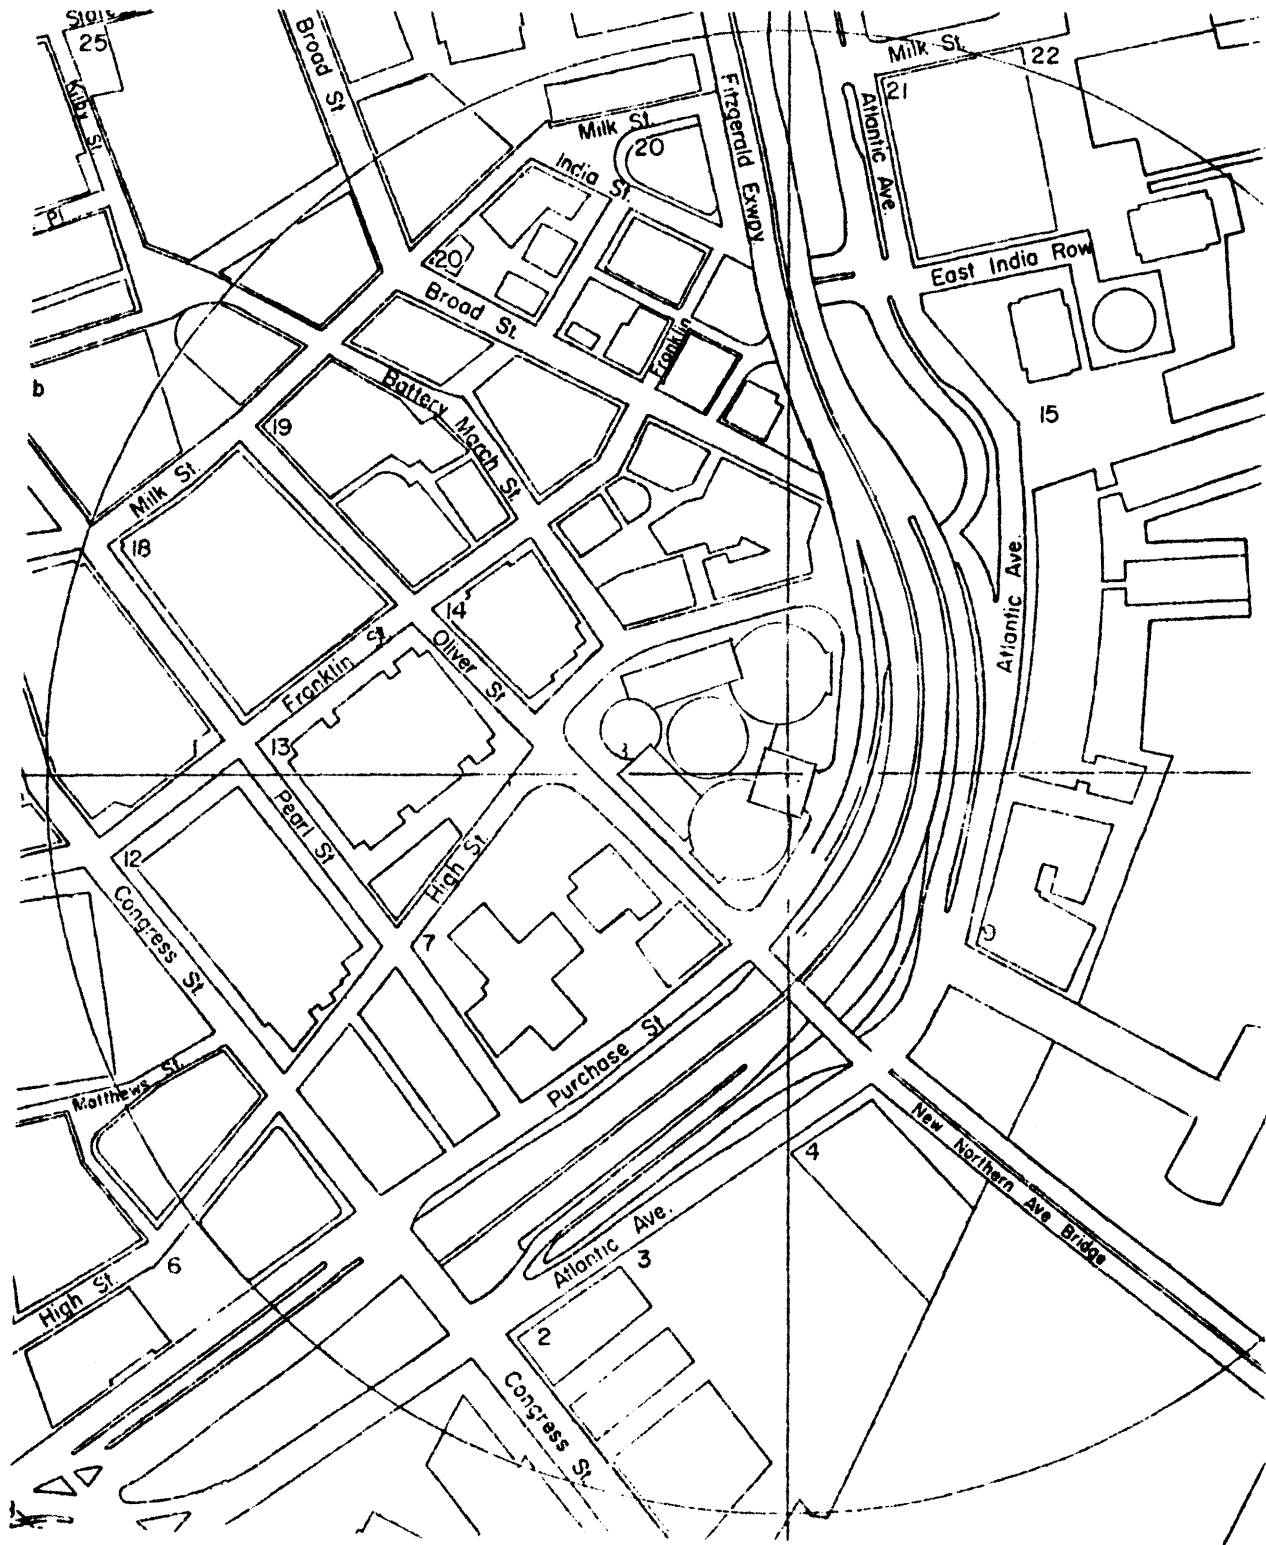 State
25
Broad St
Kilby St.
Milk St.
22
21
Atlantic Ave.
Fitzgerald Exwpy
Milk St.
20
India St.
Pl
20
East India Row
Broad St.
Franklin
b
Battery March St.
15
19
Milk St.
18
Atlantic Ave.
14
Franklin St.
Oliver St
13
Pearl St
High St.
12
Congress St.
7
9
Purchase St.
Matthews St.
4
New Northern Ave Bridge
Atlantic Ave.
3
6
High St.
2
Congress St.